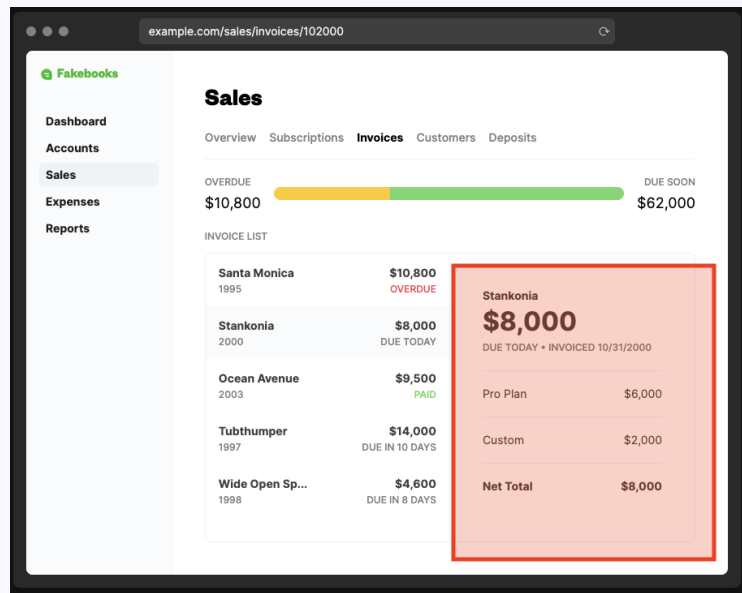 example.com/sales/invoices/102000
Fakebooks
Dashboard
Accounts
Sales
Expenses
Reports
Sales
Overview Subscriptions Invoices Customers Deposits
OVERDUE
$10,800
DUE SOON
$62,000
INVOICE LIST
Santa Monica $10,800
1995 OVERDUE
Stankonia $8,000
2000 DUE TODAY
Ocean Avenue $9,500
2003 PAID
Tubthumper $14,000
1997 DUE IN 10 DAYS
Wide Open Sp... $4,600
1998 DUE IN 8 DAYS
Stankonia
$8,000
DUE TODAY • INVOICED 10/31/2000
Pro Plan $6,000
Custom $2,000
Net Total $8,000